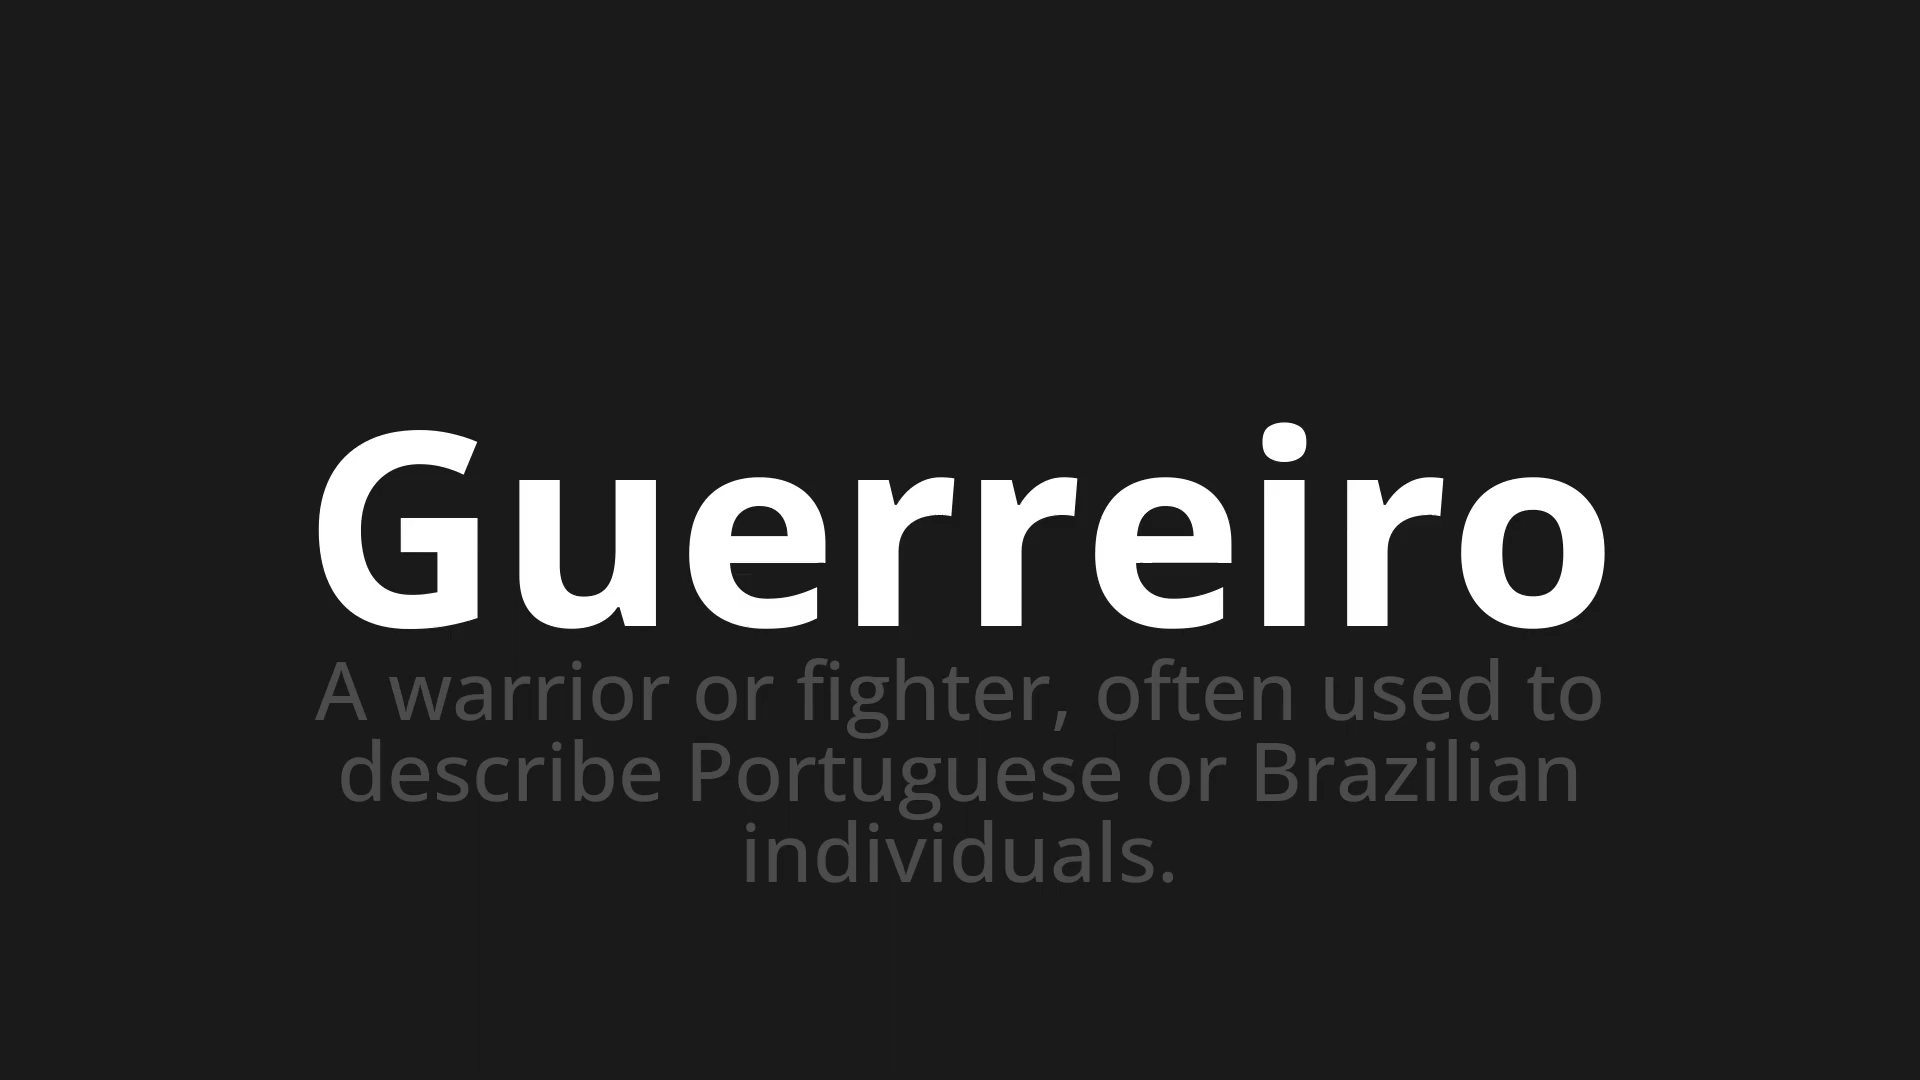 Guerreiro
A warrior or fighter, often used to
describe Portuguese or Brazilian
individuals.